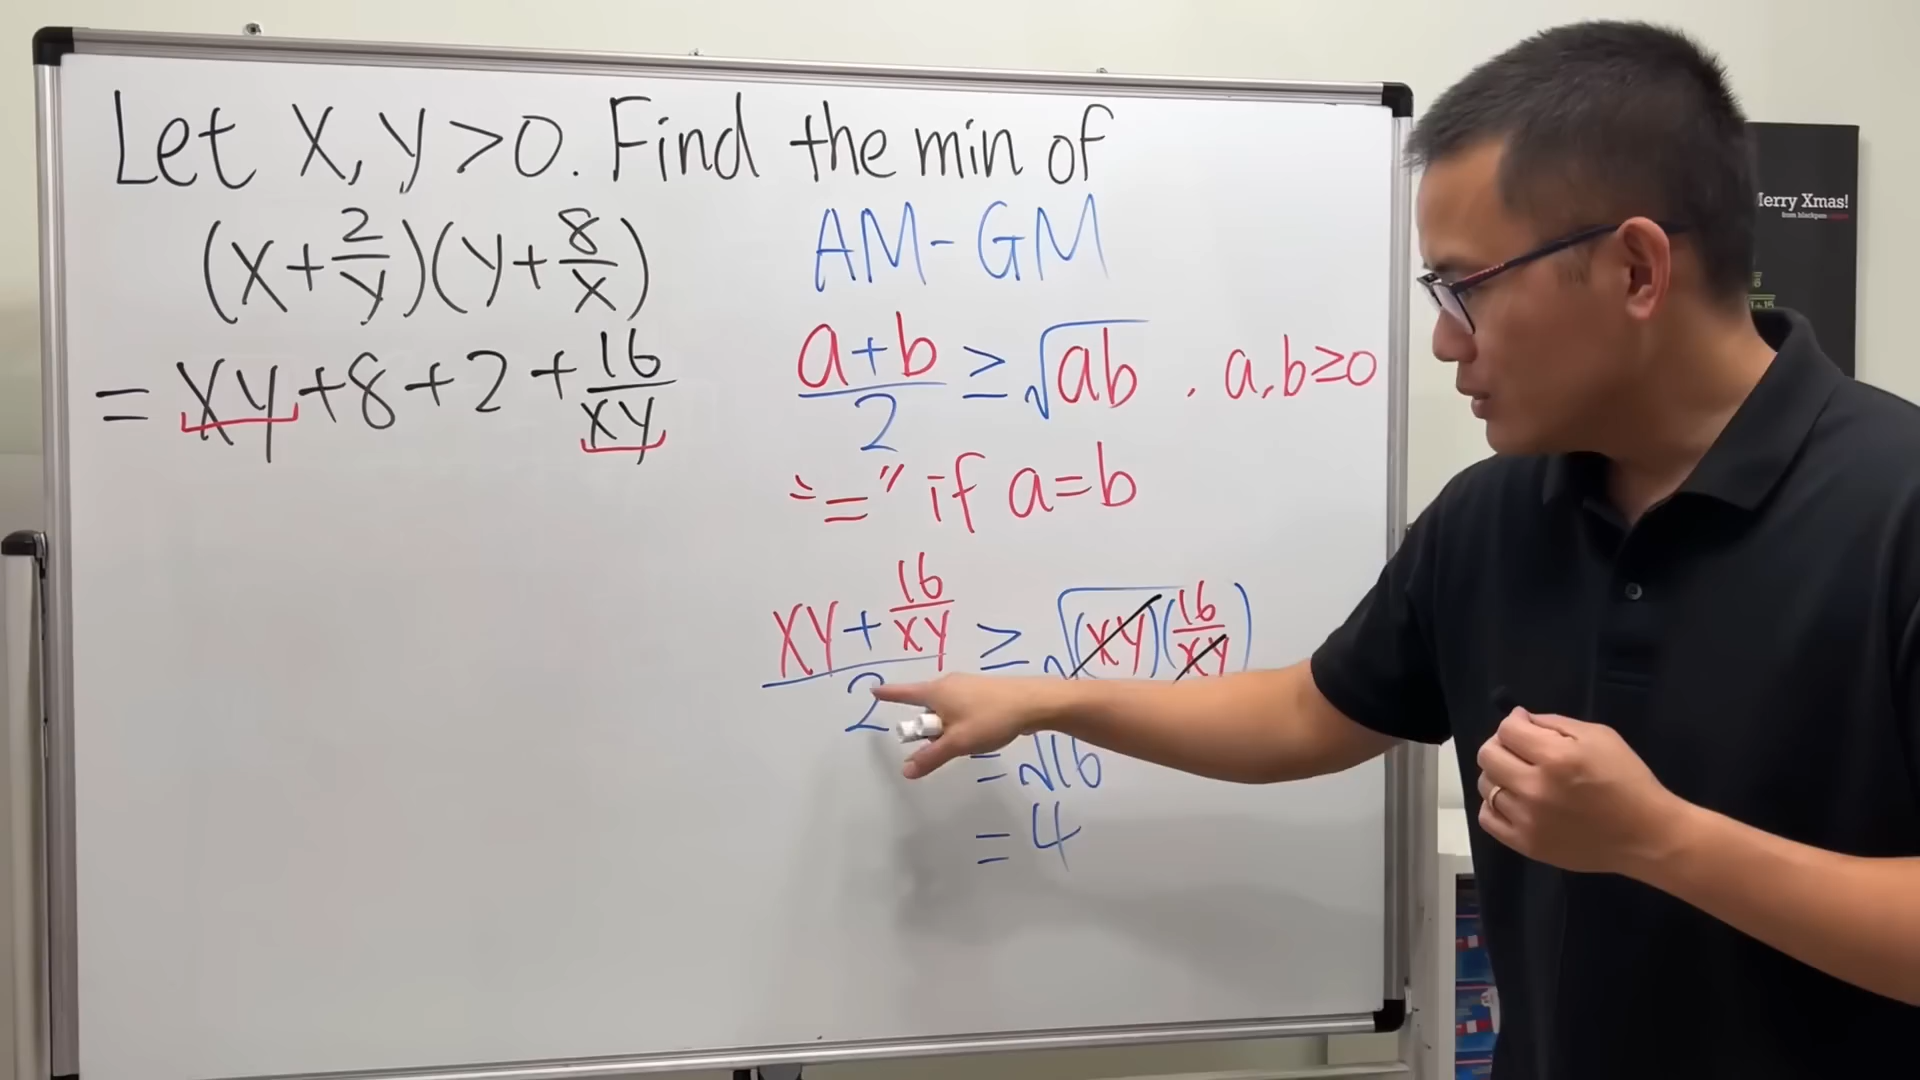 Let x, y > 0. Find the min of
(x + 2/y)(y + 8/x)
= xy + 8 + 2 + 16/xy
AM - GM
a + b / 2 ≥ √ab , a, b ≥ 0
"=" if a = b
xy + 16/xy / 2 ≥ √(xy)(16/xy)
= √16
= 4
Merry Xmas!